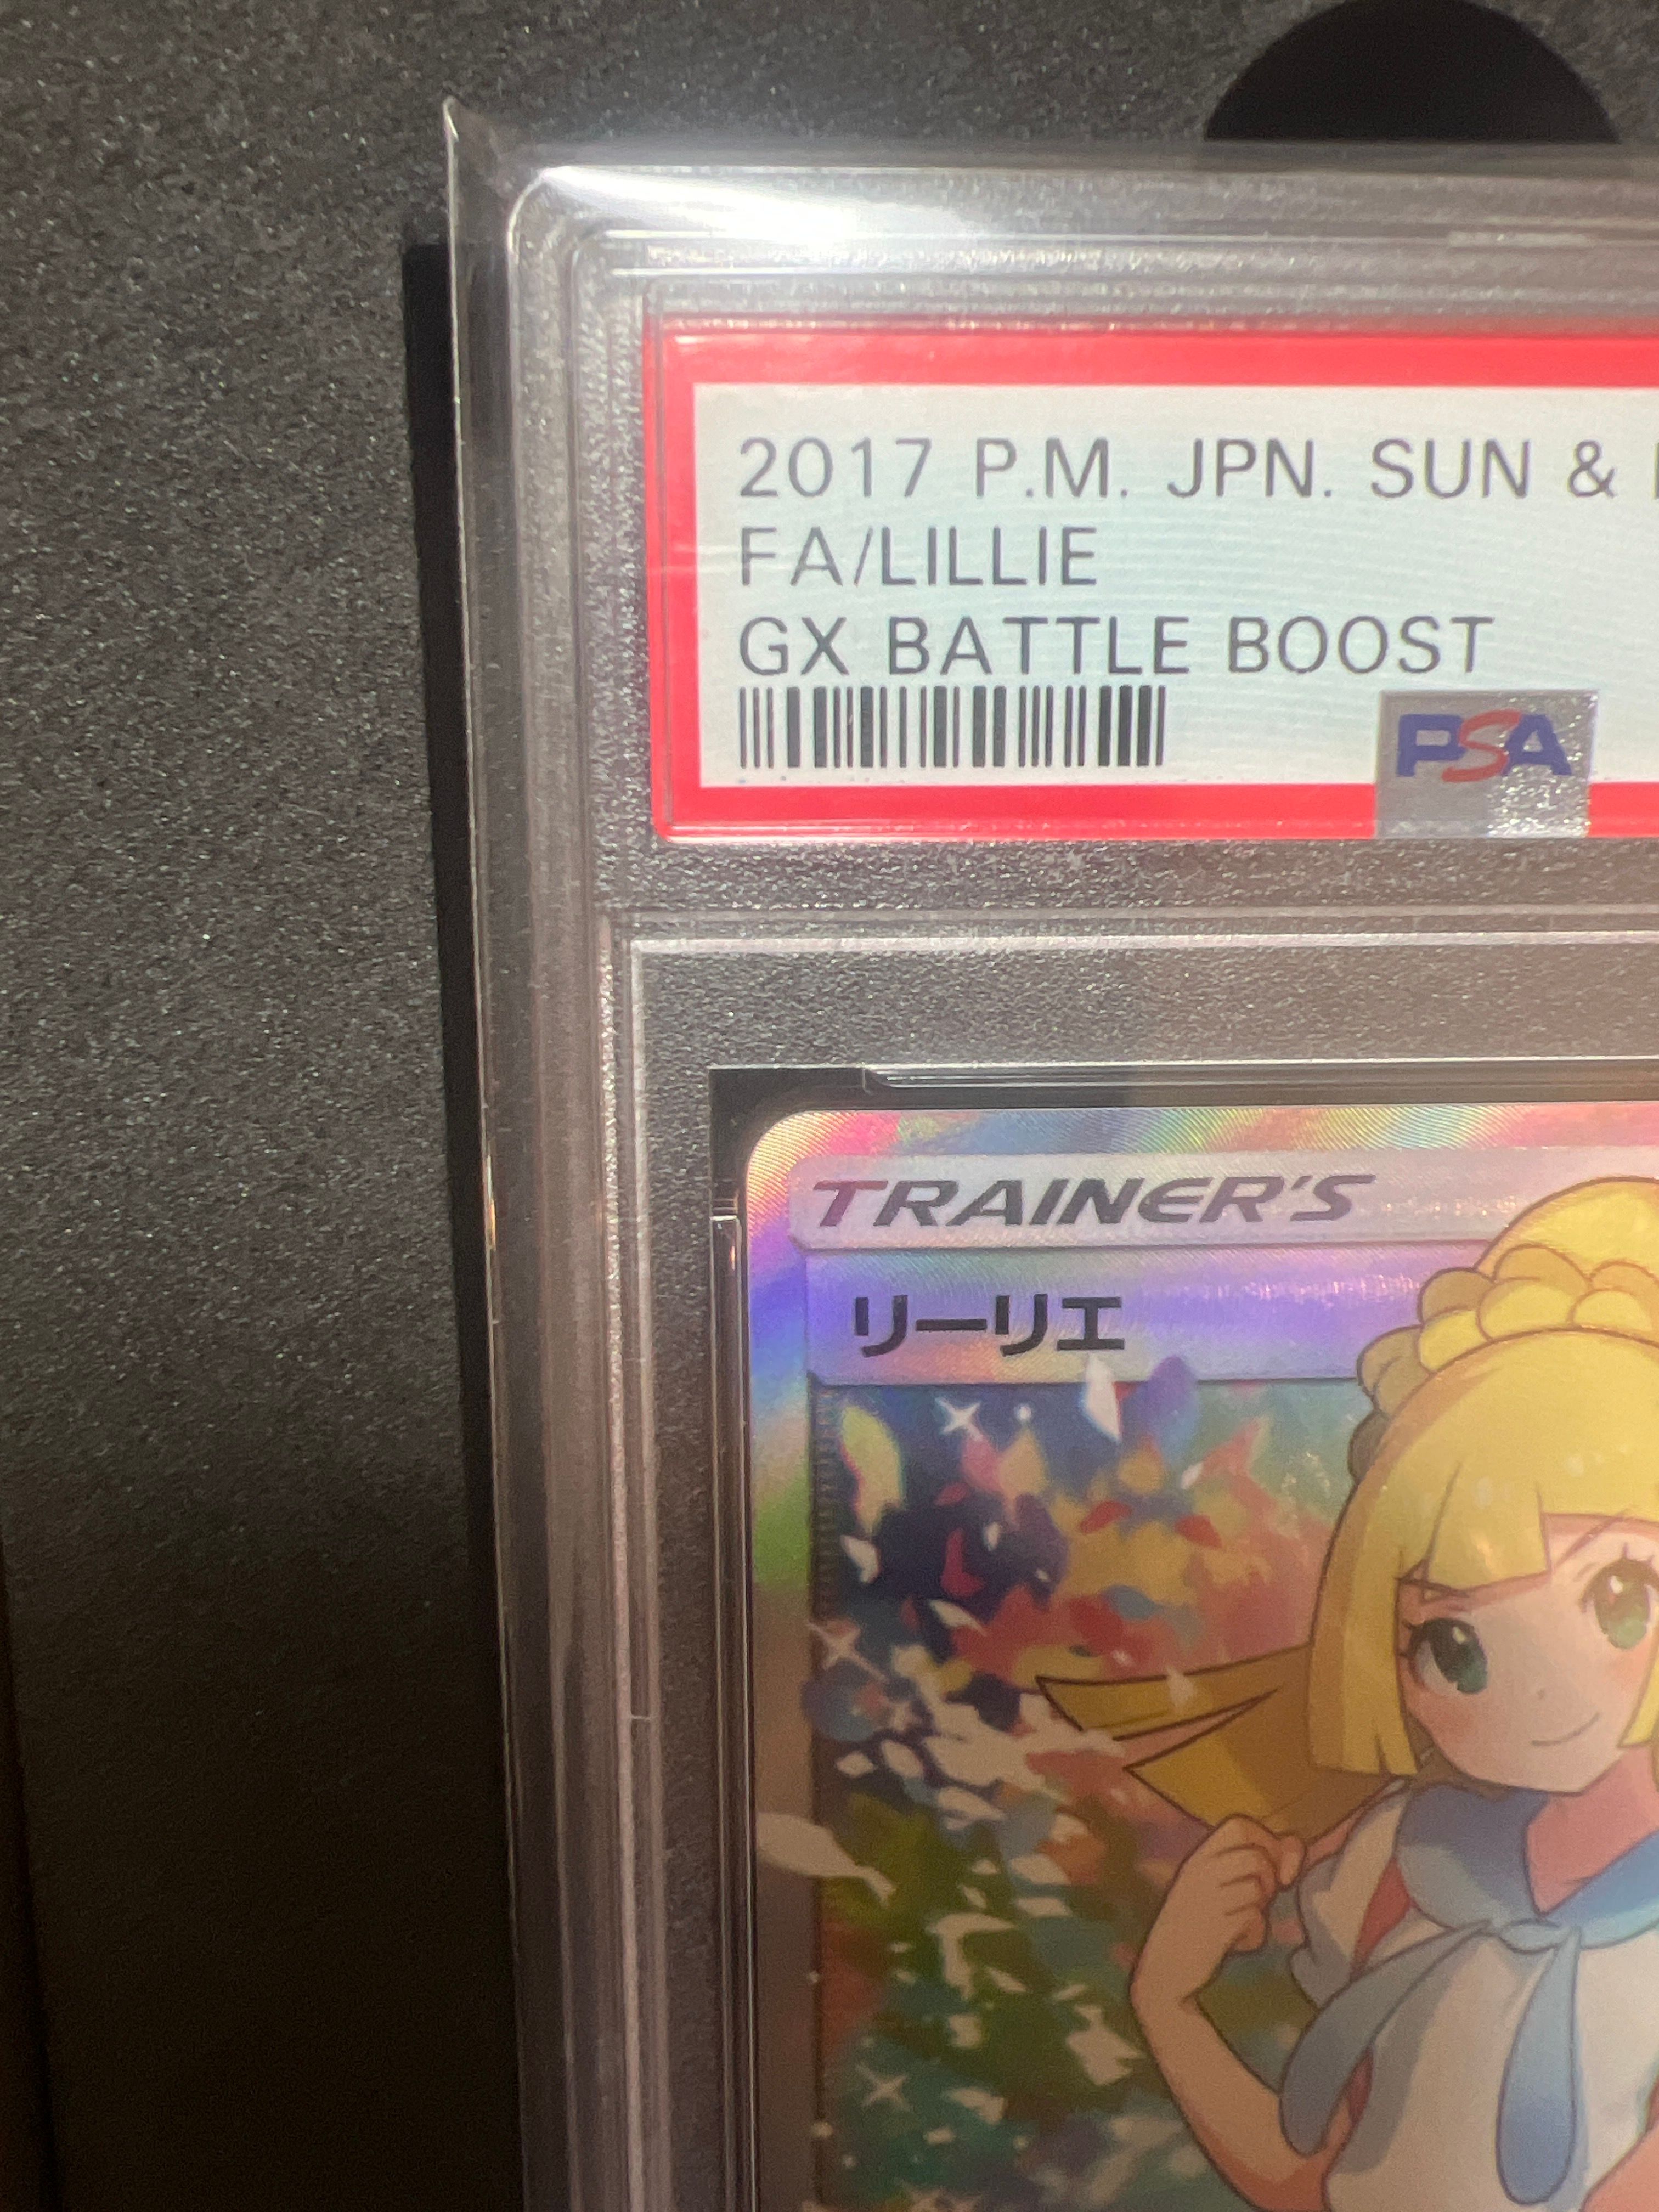 2017 P.M. JPN. SUN &
FA/LILLIE
GX BATTLE BOOST
PSA
TRAINER'S
リーリエ